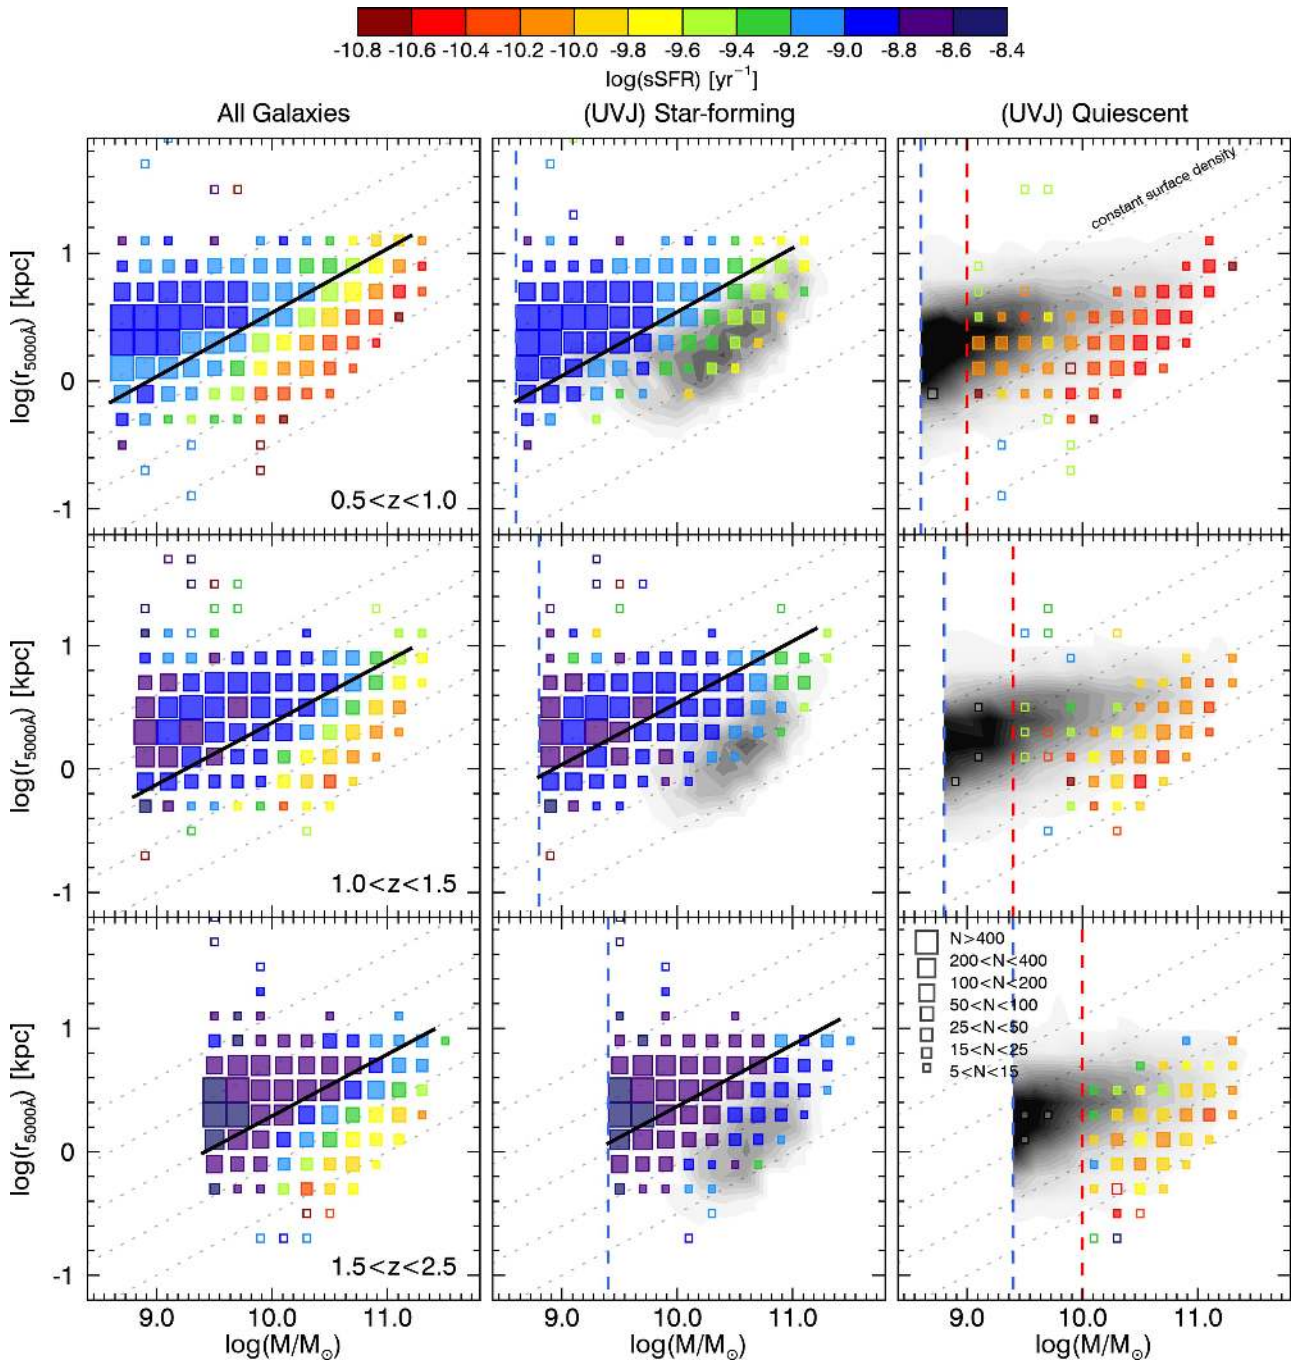 -10.8 -10.6 -10.4 -10.2 -10.0 -9.8 -9.6 -9.4 -9.2 -9.0 -8.8 -8.6 -8.4
log(sSFR) [yr⁻¹]
All Galaxies
(UVJ) Star-forming
(UVJ) Quiescent
constant surface density
log(r5000Å) [kpc]
1
0
-1
0.5<z<1.0
log(r5000Å) [kpc]
1
0
-1
1.0<z<1.5
log(r5000Å) [kpc]
1
0
-1
1.5<z<2.5
N>400
200<N<400
100<N<200
50<N<100
25<N<50
15<N<25
5<N<15
9.0 10.0 11.0
9.0 10.0 11.0
9.0 10.0 11.0
log(M/M⊙)
log(M/M⊙)
log(M/M⊙)